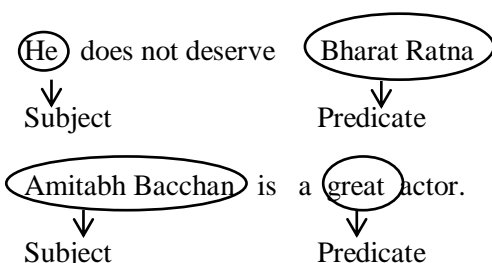 He does not deserve Bharat Ratna
Subject Predicate
Amitabh Bacchan is a great actor.
Subject Predicate